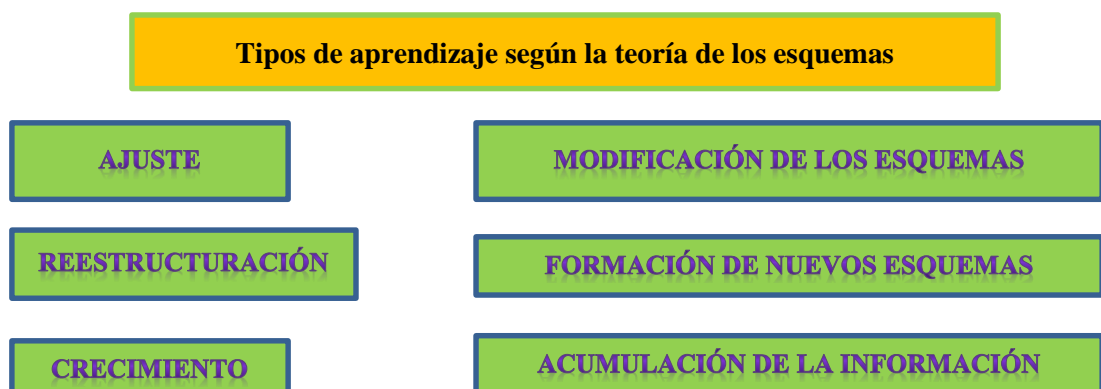 Tipos de aprendizaje según la teoría de los esquemas
AJUSTE
MODIFICACIÓN DE LOS ESQUEMAS
REESTRUCTURACIÓN
FORMACIÓN DE NUEVOS ESQUEMAS
CRECIMIENTO
ACUMULACIÓN DE LA INFORMACIÓN